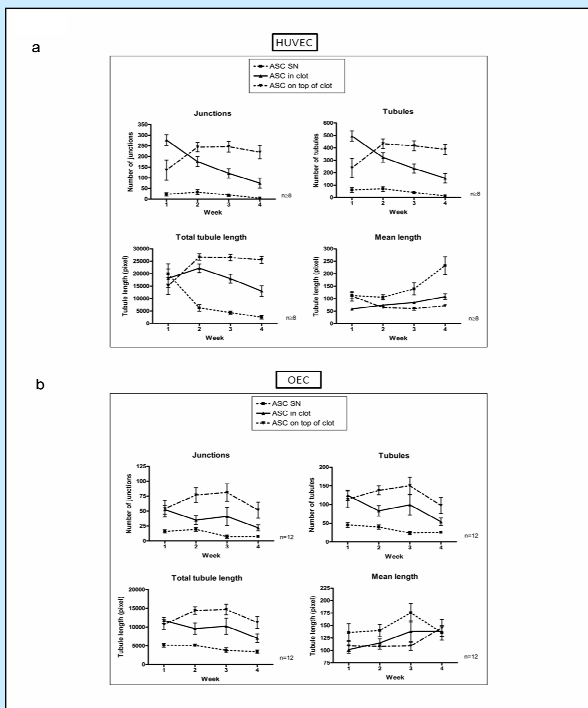 a
HUVEC
ASC SN
ASC in clot
ASC on top of clot
Junctions
Number of junctions
350
300
250
200
150
100
50
0
1 2 3 4
Week
n≥8
Tubules
Number of tubules
600
500
400
300
200
100
0
1 2 3 4
Week
n≥8
Total tubule length
Tubule length (pixel)
30000
25000
20000
15000
10000
5000
0
1 2 3 4
Week
n≥8
Mean length
Tubule length (pixel)
300
250
200
150
100
50
0
1 2 3 4
Week
n≥8
b
OEC
ASC SN
ASC in clot
ASC on top of clot
Junctions
Number of junctions
125
100
75
50
25
0
1 2 3 4
Week
n=12
Tubules
Number of tubules
200
150
100
50
0
1 2 3 4
Week
n=12
Total tubule length
Tubule length (pixel)
20000
15000
10000
5000
0
1 2 3 4
Week
n=12
Mean length
Tubule length (pixel)
225
200
175
150
125
100
75
1 2 3 4
Week
n=12